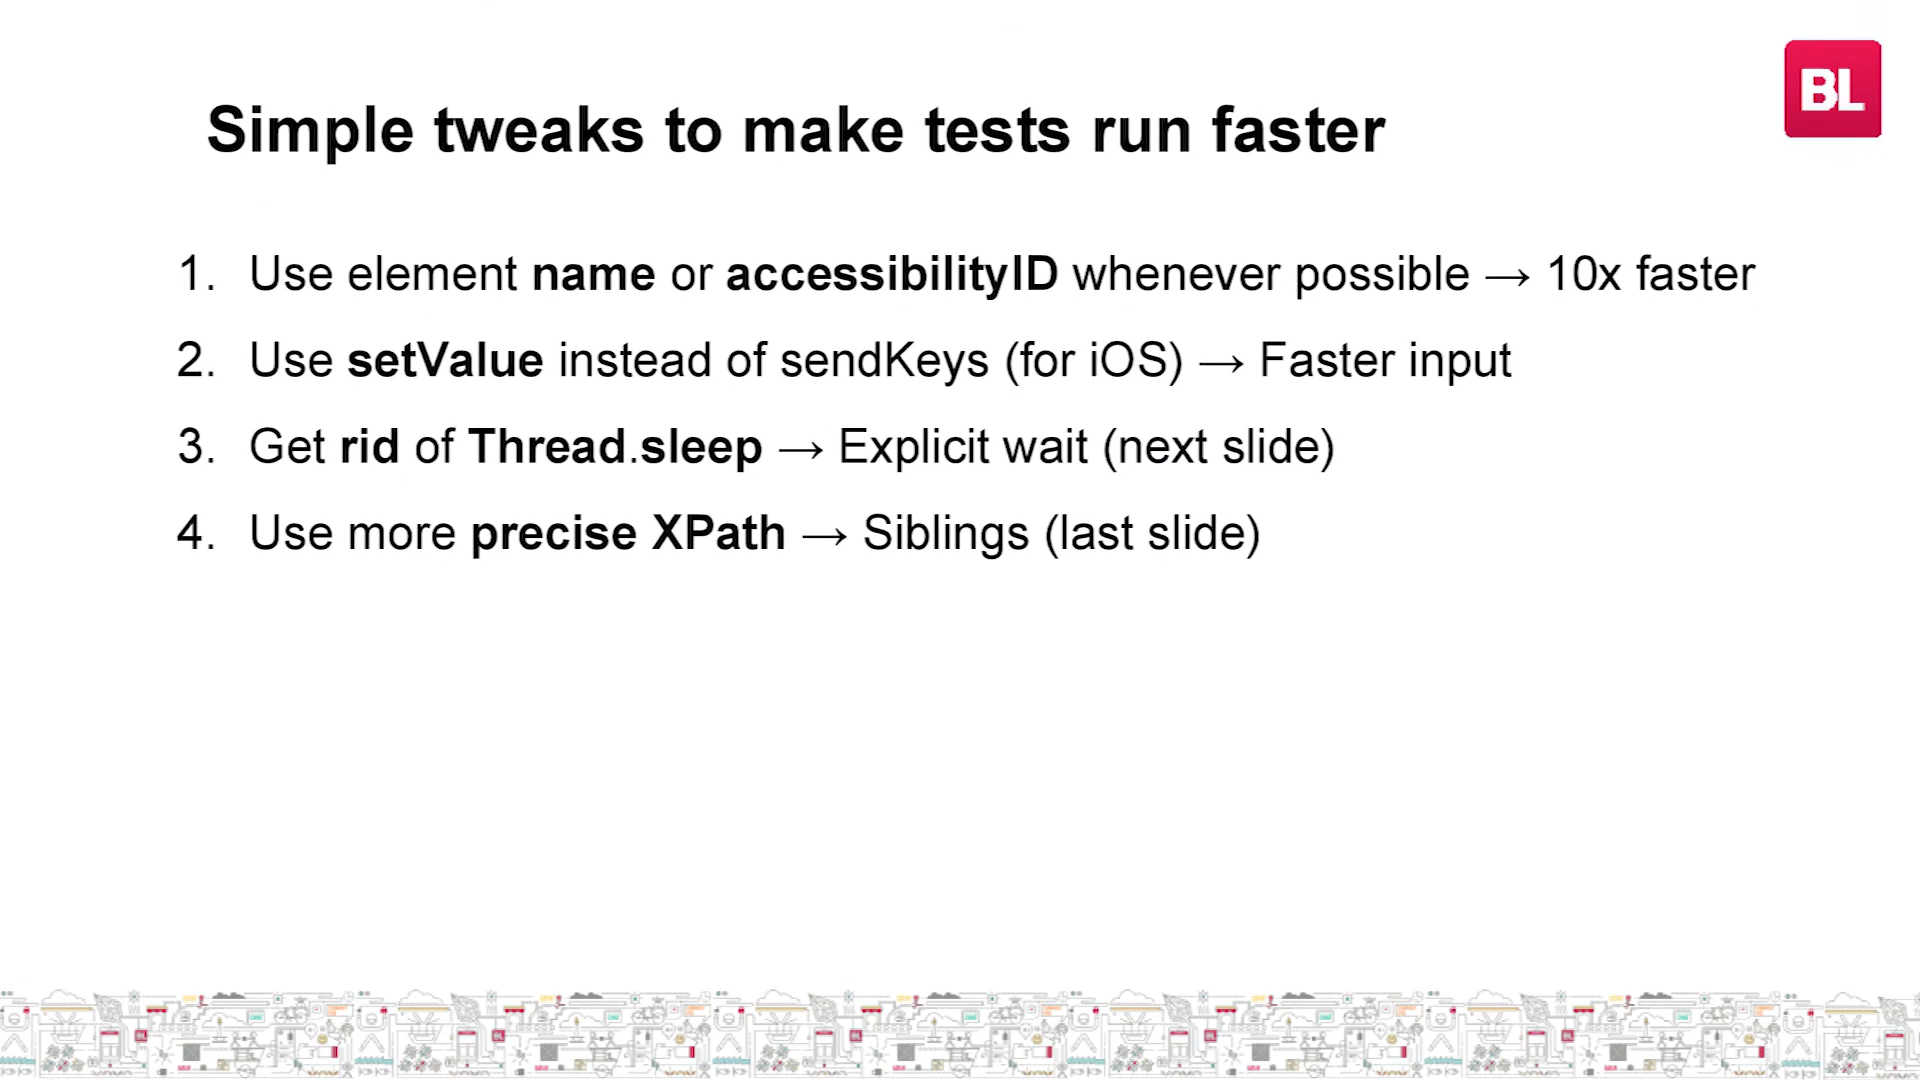 BL
Simple tweaks to make tests run faster
1. Use element name or accessibilityID whenever possible → 10x faster
2. Use setValue instead of sendKeys (for iOS) → Faster input
3. Get rid of Thread.sleep → Explicit wait (next slide)
4. Use more precise XPath → Siblings (last slide)